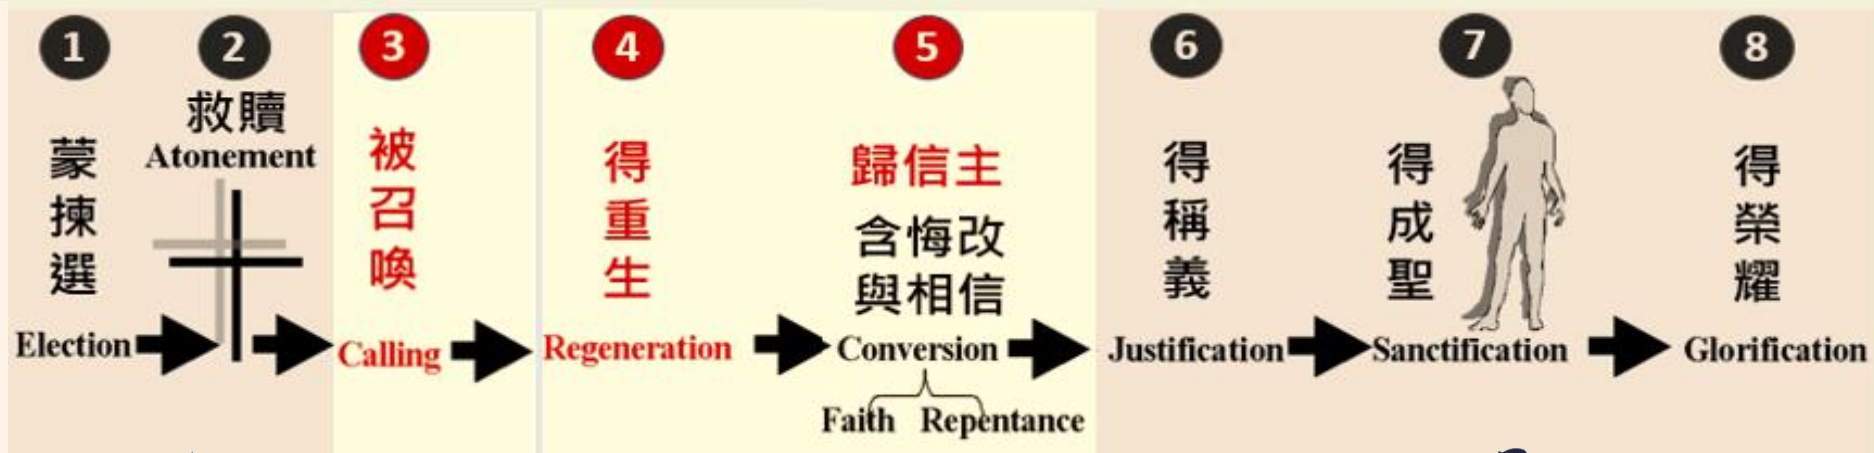 1
蒙揀選
Election
2
救贖
Atonement
3
被召喚
Calling
4
得重生
Regeneration
5
歸信主
含悔改
與相信
Conversion
Faith Repentance
6
得稱義
Justification
7
得成聖
Sanctification
8
得榮耀
Glorification